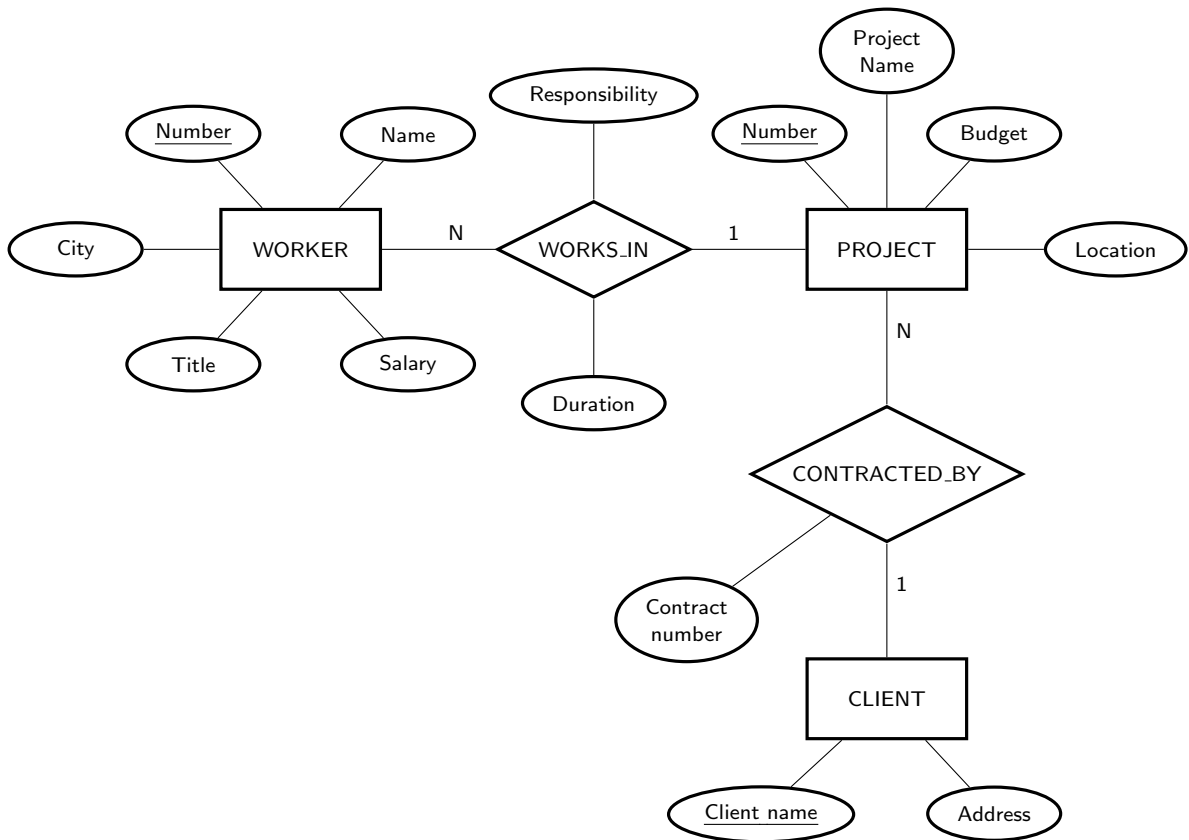 Project
Name
Responsibility
Number
Name
Number
Budget
City
WORKER
N
WORKS_IN
1
PROJECT
Location
N
Title
Salary
Duration
CONTRACTED_BY
1
Contract
number
CLIENT
Client name
Address